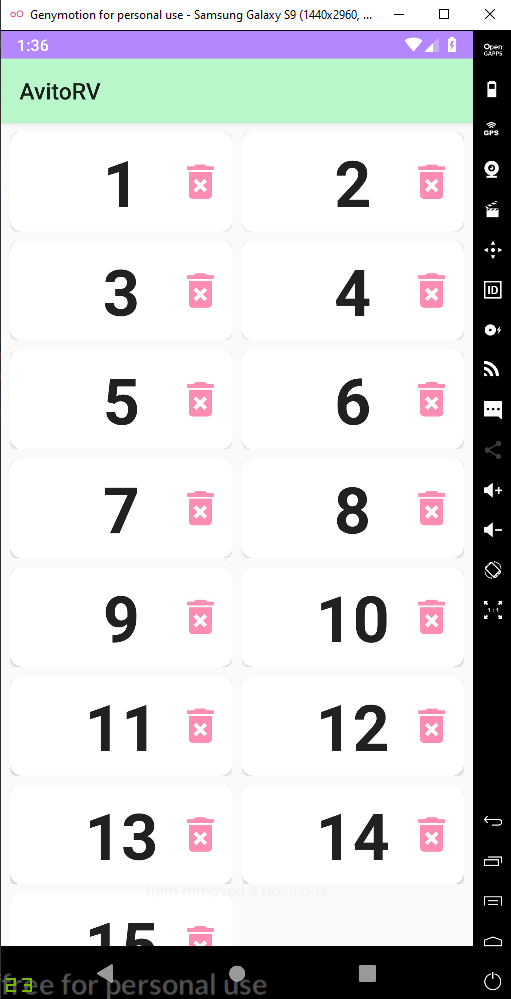 Genymotion for personal use - Samsung Galaxy S9 (1440x2960, ...
1:36
Open
GAPPS
AvitoRV
GPS
ID
1 2
3 4
5 6
7 8
9 10
1:1
11 12
13 14
Item removed 9 positions
15
free for personal use
23